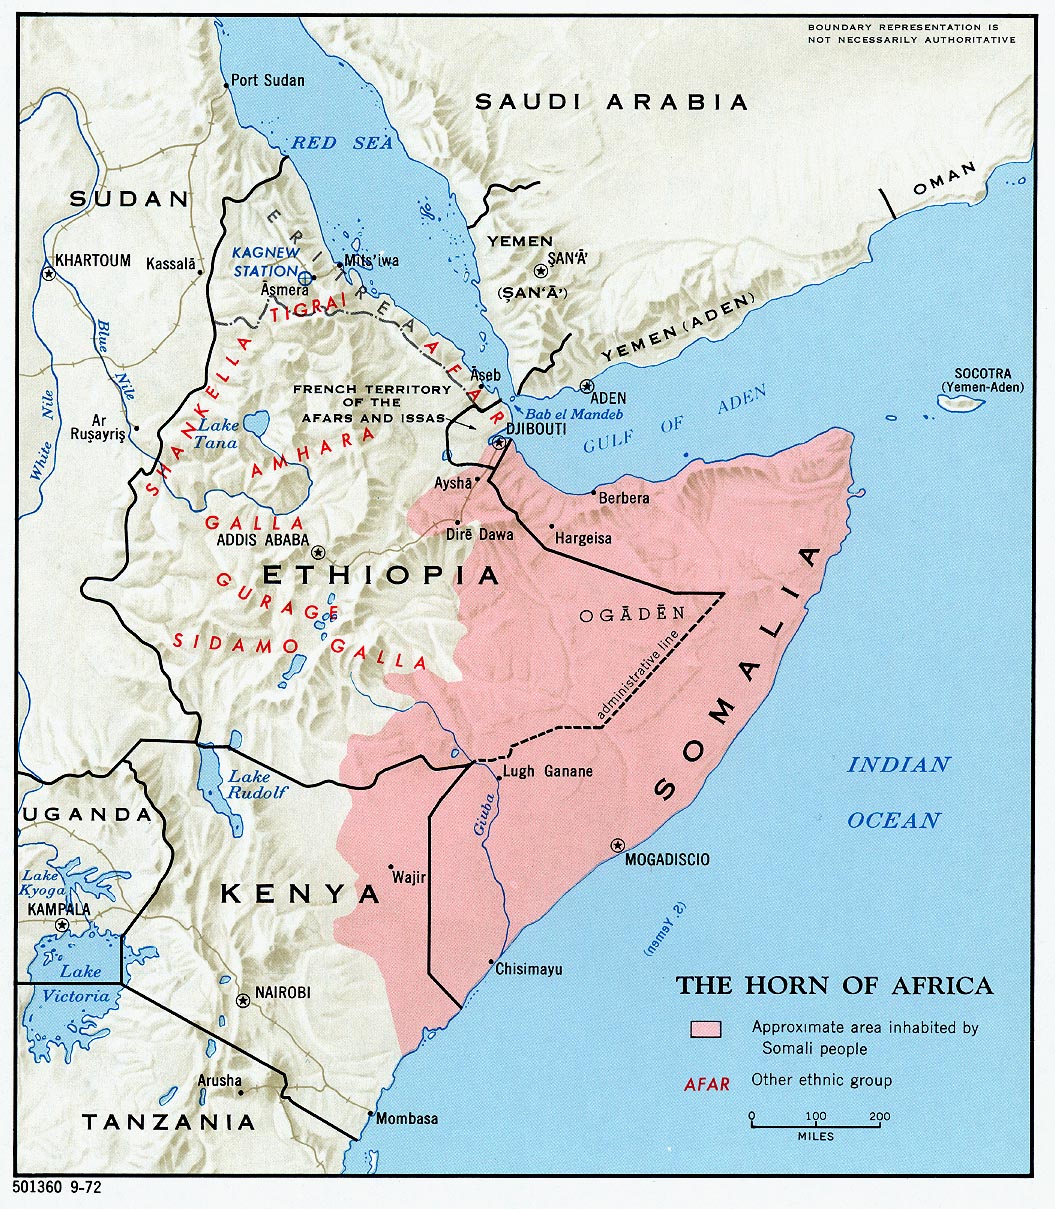 BOUNDARY REPRESENTATION IS
NOT NECESSARILY AUTHORITATIVE
Port Sudan
SAUDI ARABIA
RED SEA
SUDAN
OMAN
ERITREA
YEMEN
KAGNEW
STATION
KHARTOUM
Kassalā
Mits'iwa
ṢAN'Ā'
(ṢAN'Ā')
Āsmera
TIGRAI
YEMEN (ADEN)
Blue Nile
SHANKELLA
AFAR
Āseb
FRENCH TERRITORY
OF THE
AFARS AND ISSAS
ADEN
SOCOTRA
(Yemen-Aden)
White Nile
Ar
Ruşayriş
Lake
Tana
Bab el Mandeb
GULF OF ADEN
DJIBOUTI
AMHARA
Ayshā
Berbera
GALLA
ADDIS ABABA
Dirē Dawa
Hargeisa
ETHIOPIA
GURAGE
OGĀDĒN
SIDAMO GALLA
administrative line
SOMALIA
Lake
Rudolf
Lugh Ganane
INDIAN
OCEAN
UGANDA
Giuba
MOGADISCIO
Lake
Kyoga
Wajir
KENYA
KAMPALA
(S. Yemen)
Lake
Victoria
Chisimayu
NAIROBI
THE HORN OF AFRICA
Approximate area inhabited by
Somali people
AFAR Other ethnic group
Arusha
TANZANIA
Mombasa
0 100 200
MILES
501360 9-72